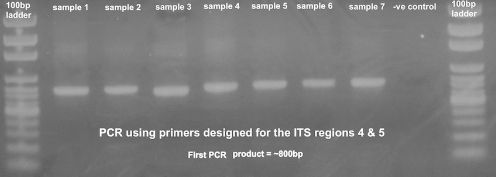 100bp ladder sample 1 sample 2 sample 3 sample 4 sample 5 sample 6 sample 7 -ve control 100bp ladder
PCR using primers designed for the ITS regions 4 & 5
First PCR product = ~800bp